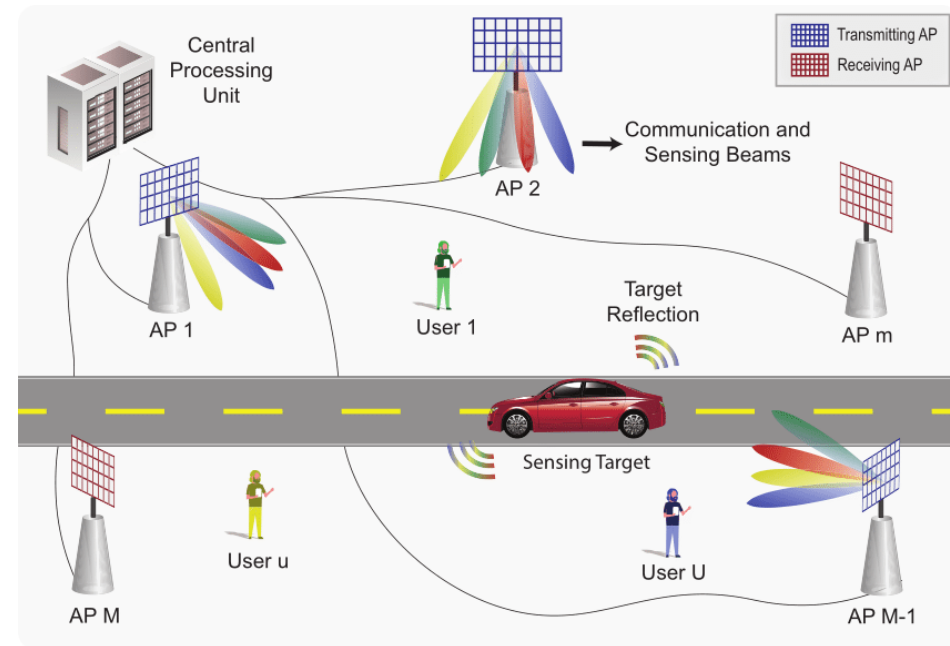 Central
Processing
Unit
Transmitting AP
Receiving AP
Communication and
Sensing Beams
AP 2
AP 1
User 1
Target
Reflection
AP m
Sensing Target
User u
User U
AP M
AP M-1